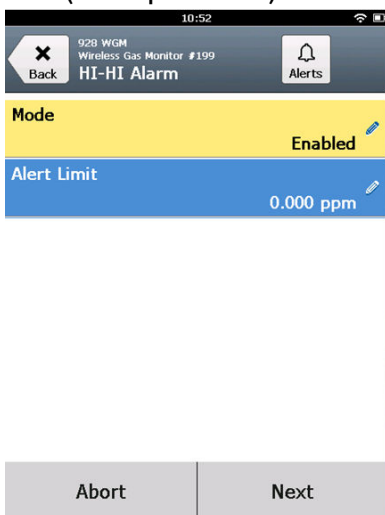 10:52
Back
928 WGM
Wireless Gas Monitor #199
HI-HI Alarm
Alerts
Mode
Enabled
Alert Limit
0.000 ppm
Abort
Next